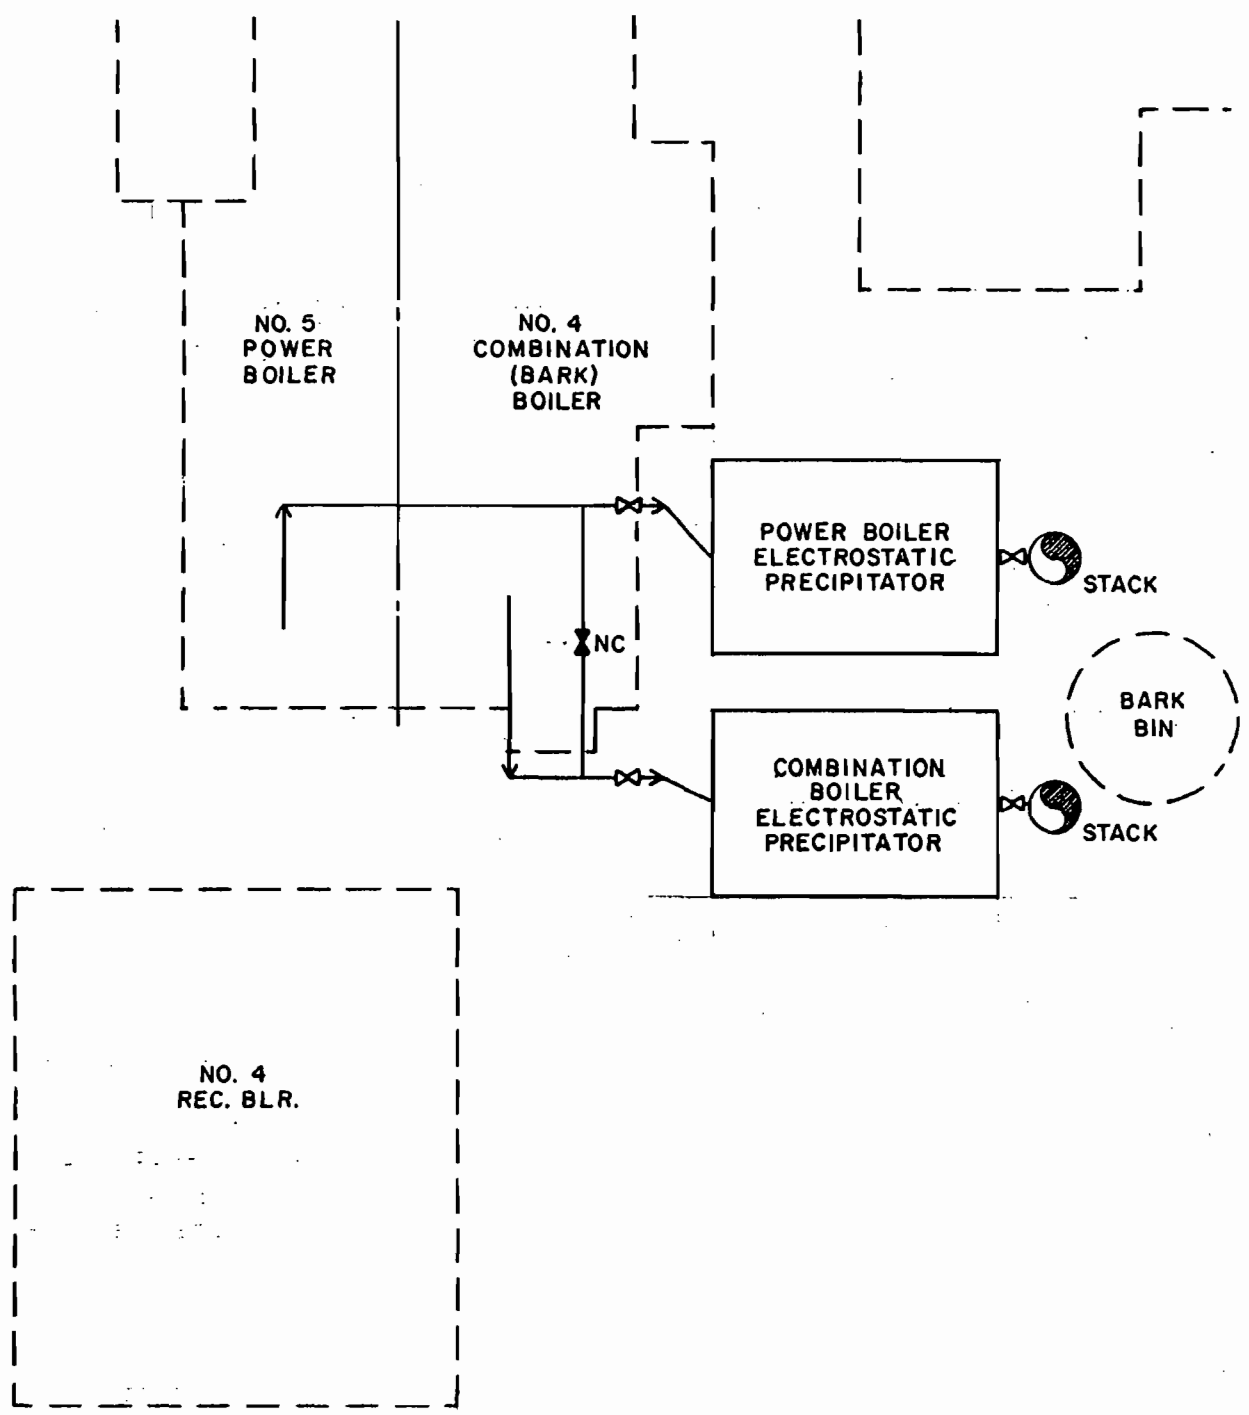 NO. 5
POWER
BOILER
NO. 4
COMBINATION
(BARK)
BOILER
POWER BOILER
ELECTROSTATIC
PRECIPITATOR
STACK
NC
BARK
BIN
COMBINATION
BOILER
ELECTROSTATIC
PRECIPITATOR
STACK
NO. 4
REC. BLR.